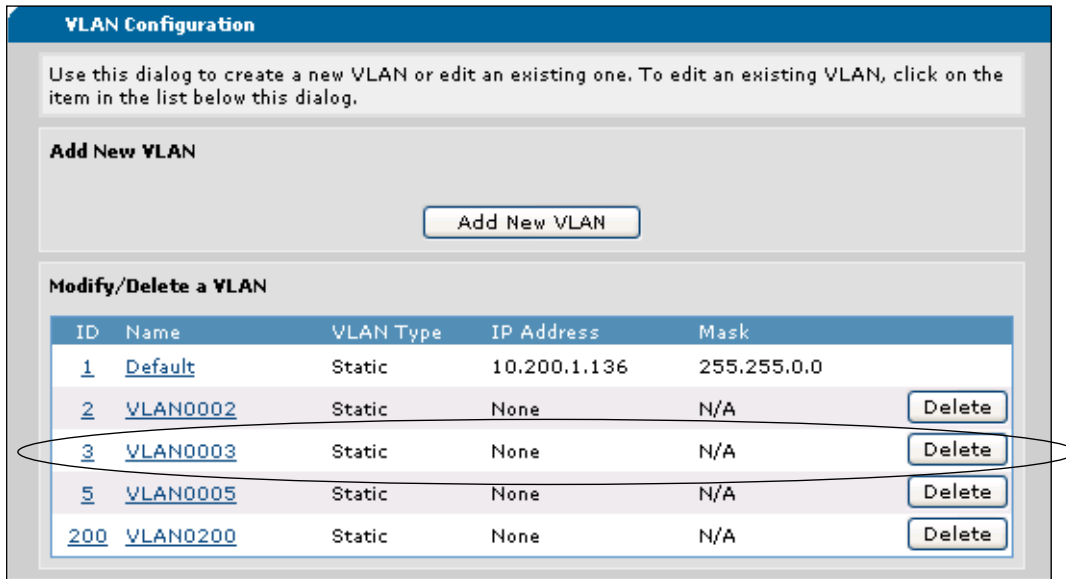 VLAN Configuration
Use this dialog to create a new VLAN or edit an existing one. To edit an existing VLAN, click on the
item in the list below this dialog.
Add New VLAN
Add New VLAN
Modify/Delete a VLAN
ID Name VLAN Type IP Address Mask
1 Default Static 10.200.1.136 255.255.0.0
2 VLAN0002 Static None N/A Delete
3 VLAN0003 Static None N/A Delete
5 VLAN0005 Static None N/A Delete
200 VLAN0200 Static None N/A Delete